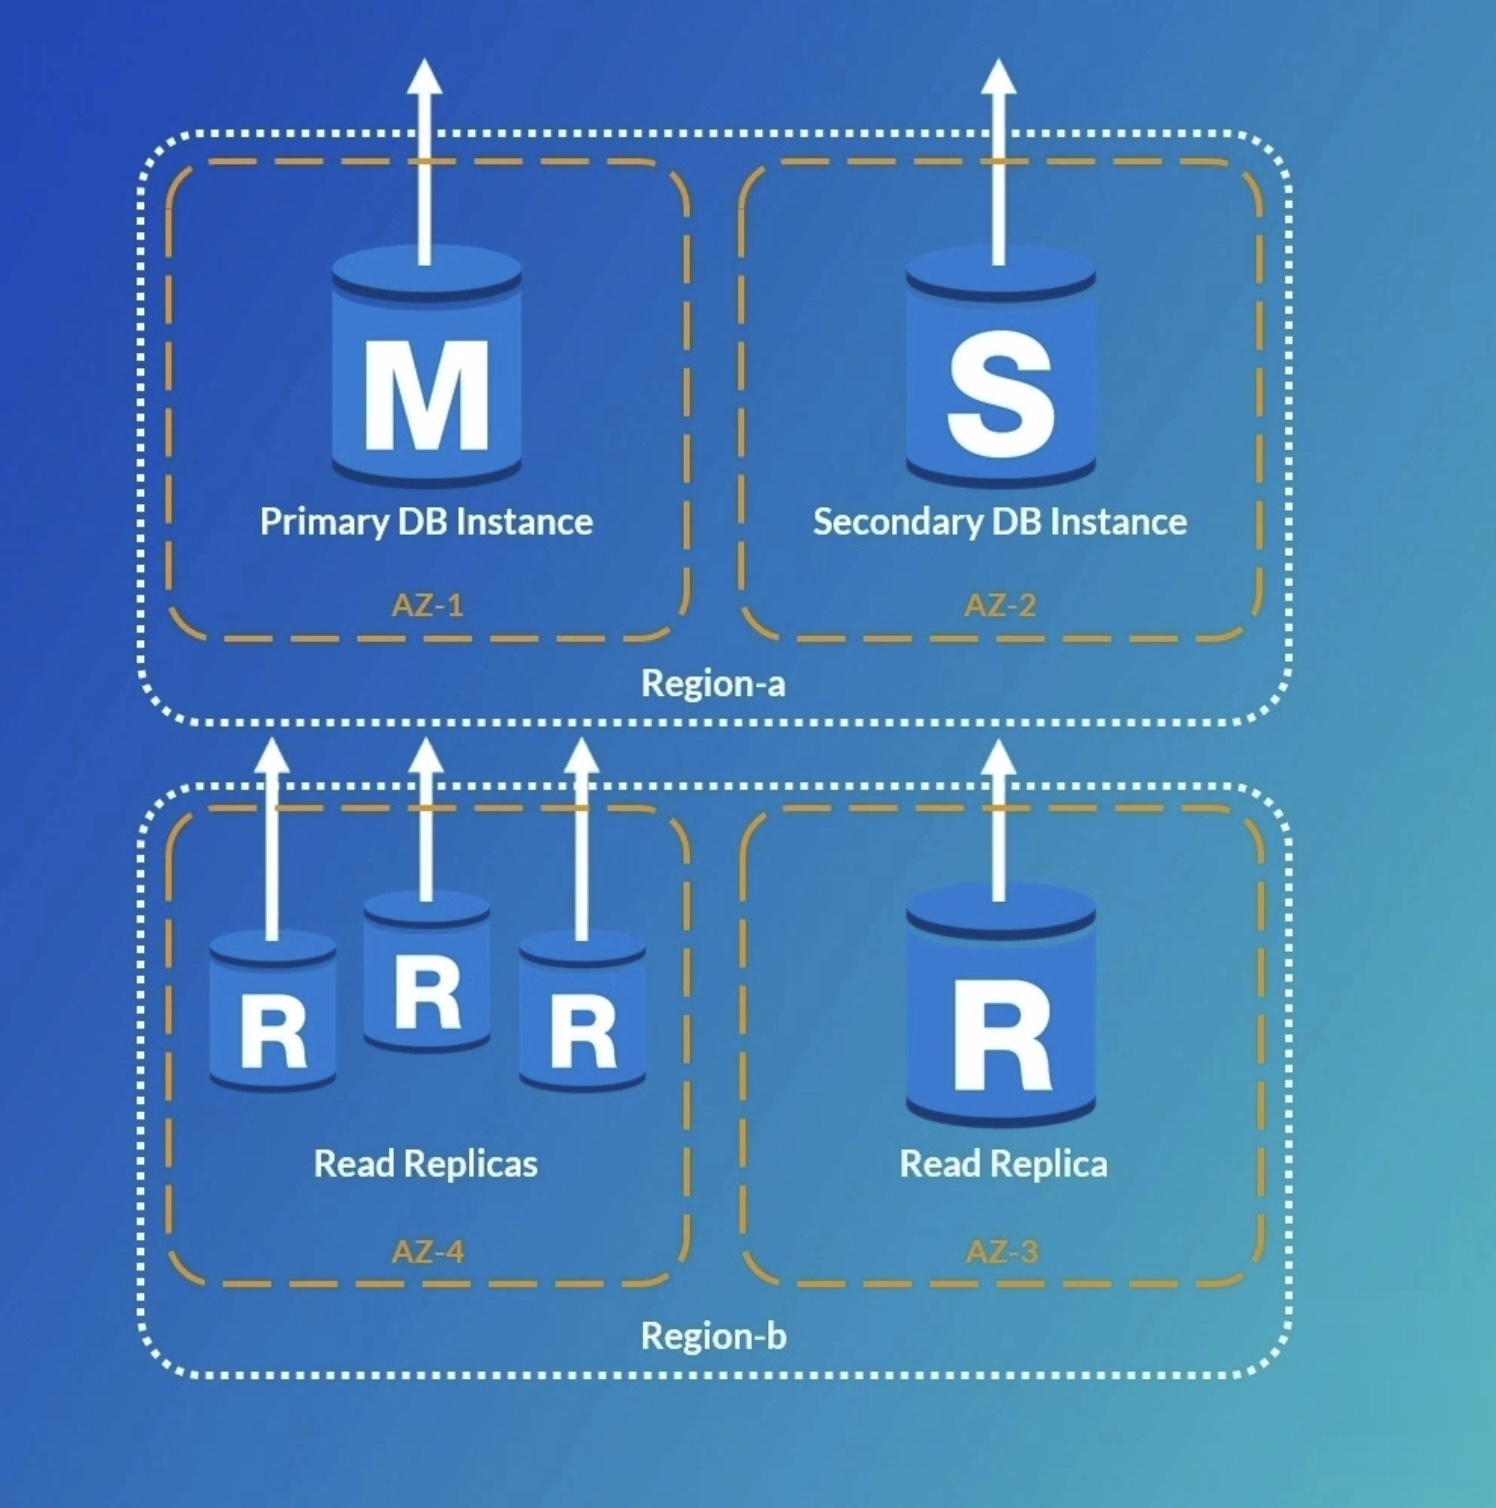 M
Primary DB Instance
AZ-1
S
Secondary DB Instance
AZ-2
Region-a
R
R
R
Read Replicas
AZ-4
R
Read Replica
AZ-3
Region-b